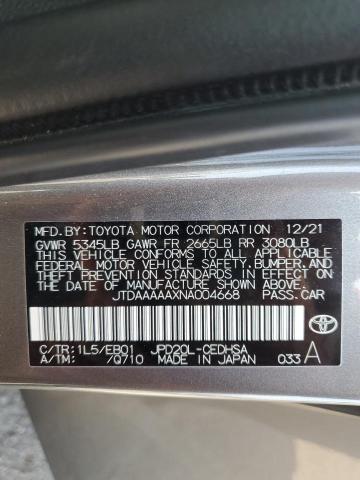 MFD.BY:TOYOTA MOTOR CORPORATION 12/21
GVWR 5345LB GAWR FR 2665LB RR 3080LB
THIS VEHICLE CONFORMS TO ALL APPLICABLE
FEDERAL MOTOR VEHICLE SAFETY,BUMPER,AND
THEFT PREVENTION STANDARDS IN EFFECT ON
THE DATE OF MANUFACTURE SHOWN ABOVE.
JTDAAAAAXNA004668 PASS.CAR
C/TR:1L5/EB01 JPD20L-CEDHSA
A/TM: /Q710 MADE IN JAPAN 033 A
TOYOTA